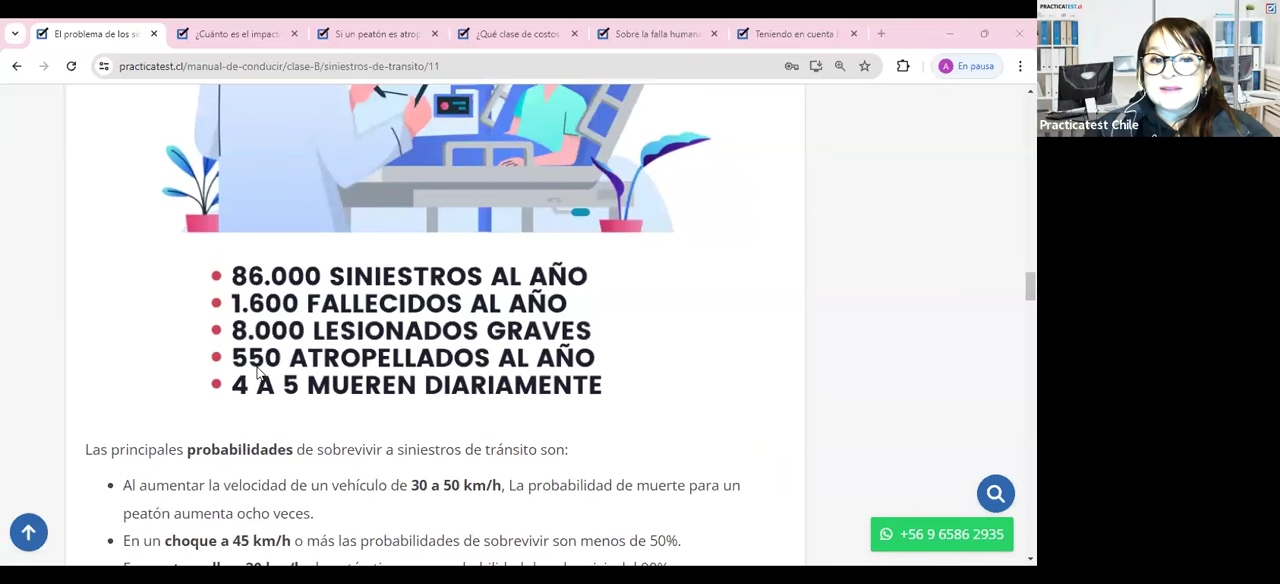 El problema de los se
¿Cuánto es el impact
Si un peatón es atrop
¿Qué clase de costos
Sobre la falla humana
Teniendo en cuenta l
practicatest.cl/manual-de-conducir/clase-B/siniestros-de-transito/11
A En pausa
PRACTICATEST.cl
Practicatest Chile
• 86.000 SINIESTROS AL AÑO
• 1.600 FALLECIDOS AL AÑO
• 8.000 LESIONADOS GRAVES
• 550 ATROPELLADOS AL AÑO
• 4 A 5 MUEREN DIARIAMENTE
Las principales probabilidades de sobrevivir a siniestros de tránsito son:
• Al aumentar la velocidad de un vehículo de 30 a 50 km/h, La probabilidad de muerte para un
peatón aumenta ocho veces.
• En un choque a 45 km/h o más las probabilidades de sobrevivir son menos de 50%.
+56 9 6586 2935